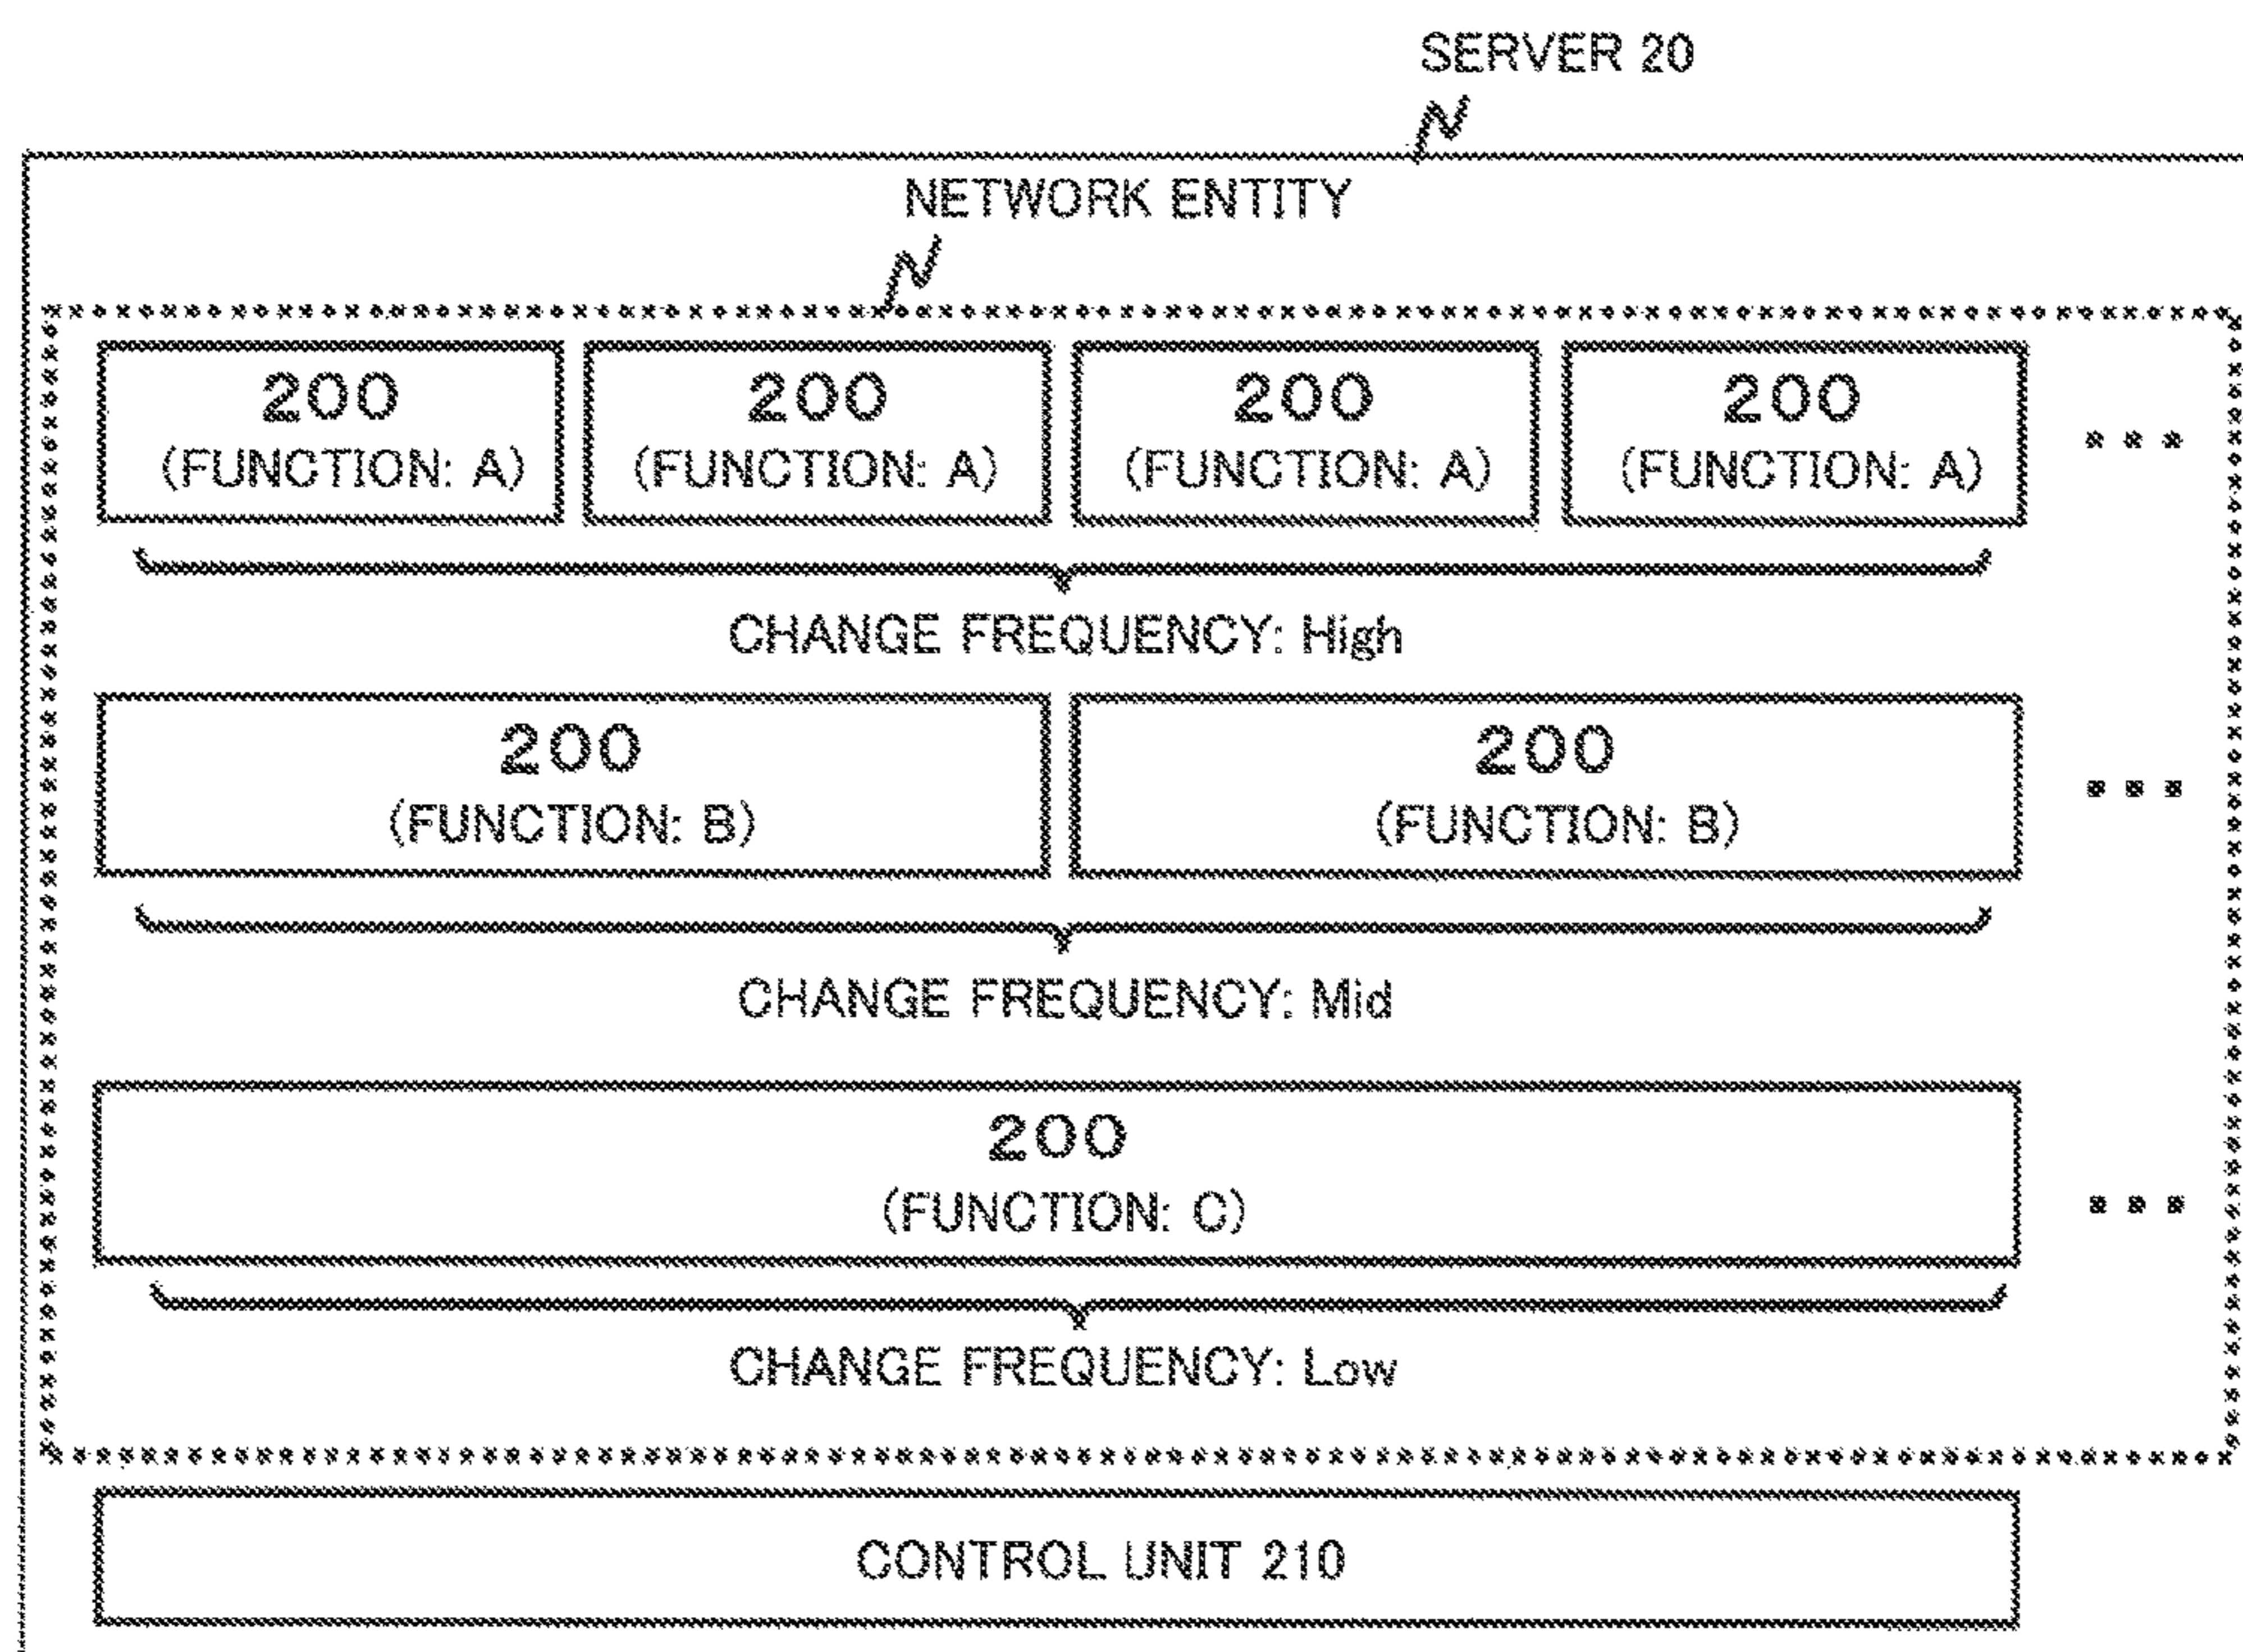 SERVER 20
NETWORK ENTITY
200 200 200 200
(FUNCTION: A) (FUNCTION: A) (FUNCTION: A) (FUNCTION: A)
CHANGE FREQUENCY: High
200 200
(FUNCTION: B) (FUNCTION: B)
CHANGE FREQUENCY: Mid
200
(FUNCTION: C)
CHANGE FREQUENCY: Low
CONTROL UNIT 210